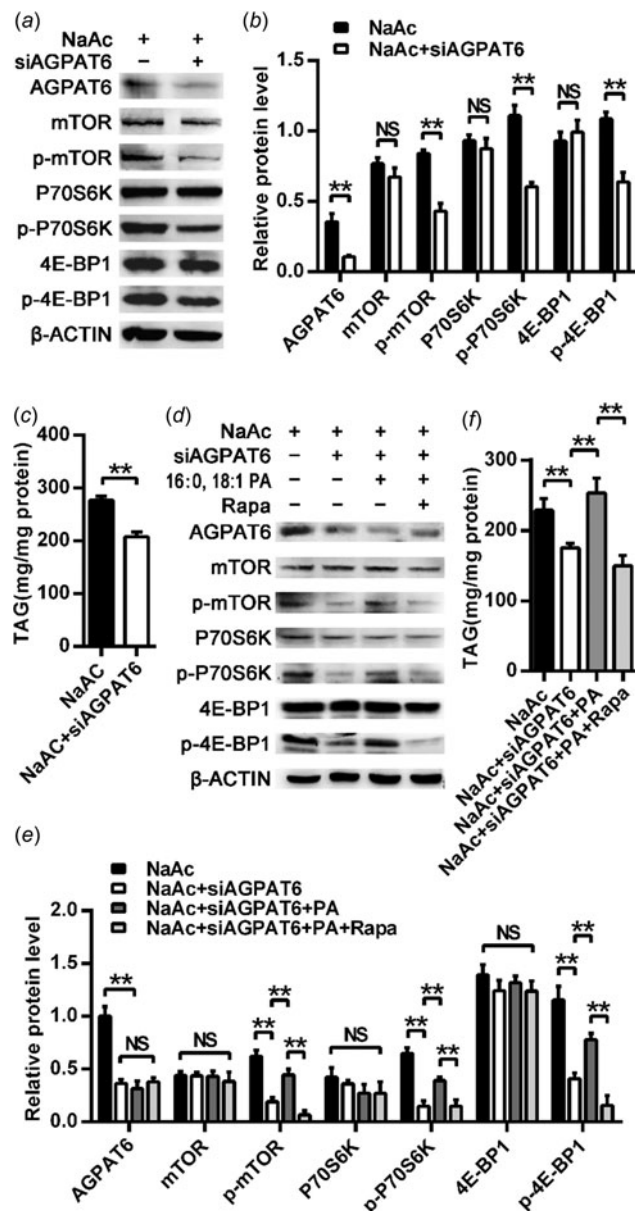 (a)
NaAc + +
siAGPAT6 − +
AGPAT6
mTOR
p-mTOR
P70S6K
p-P70S6K
4E-BP1
p-4E-BP1
β-ACTIN
(b)
NaAc
NaAc+siAGPAT6
Relative protein level
1.5
1.0
0.5
0.0
** NS ** NS ** NS **
AGPAT6 mTOR p-mTOR P70S6K p-P70S6K 4E-BP1 p-4E-BP1
(c)
TAG(mg/mg protein)
400
300
200
100
0
**
NaAC
NaAC+siAGPAT6
(d)
NaAc + + + +
siAGPAT6 − + + +
16:0, 18:1 PA − − + +
Rapa − − − +
AGPAT6
mTOR
p-mTOR
P70S6K
p-P70S6K
4E-BP1
p-4E-BP1
β-ACTIN
(f)
TAG(mg/mg protein)
300
200
100
0
** ** **
NaAc
NaAc+siAGPAT6
NaAc+siAGPAT6+PA
NaAc+siAGPAT6+PA+Rapa
(e)
NaAc
NaAc+siAGPAT6
NaAc+siAGPAT6+PA
NaAc+siAGPAT6+PA+Rapa
Relative protein level
2.0
1.5
1.0
0.5
0.0
** NS
NS
** ** **
NS
** ** **
NS
** ** **
AGPAT6 mTOR p-mTOR P70S6K p-P70S6K 4E-BP1 p-4E-BP1